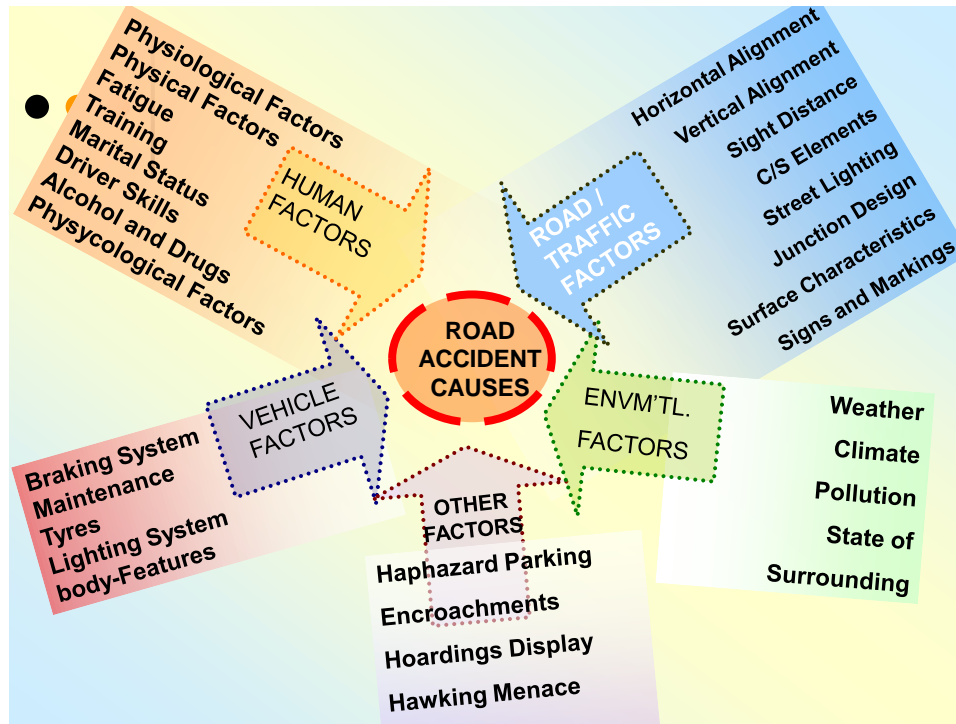 Physiological Factors
Physical Factors
Fatigue
Training
Marital Status
Driver Skills
Alcohol and Drugs
Physycological Factors
HUMAN
FACTORS
Horizontal Alignment
Vertical Alignment
Sight Distance
C/S Elements
Street Lighting
Junction Design
Surface Characteristics
Signs and Markings
ROAD /
TRAFFIC
FACTORS
ROAD
ACCIDENT
CAUSES
VEHICLE
FACTORS
Braking System
Maintenance
Tyres
Lighting System
body-Features
ENVM'TL.
FACTORS
Weather
Climate
Pollution
State of
Surrounding
OTHER
FACTORS
Haphazard Parking
Encroachments
Hoardings Display
Hawking Menace